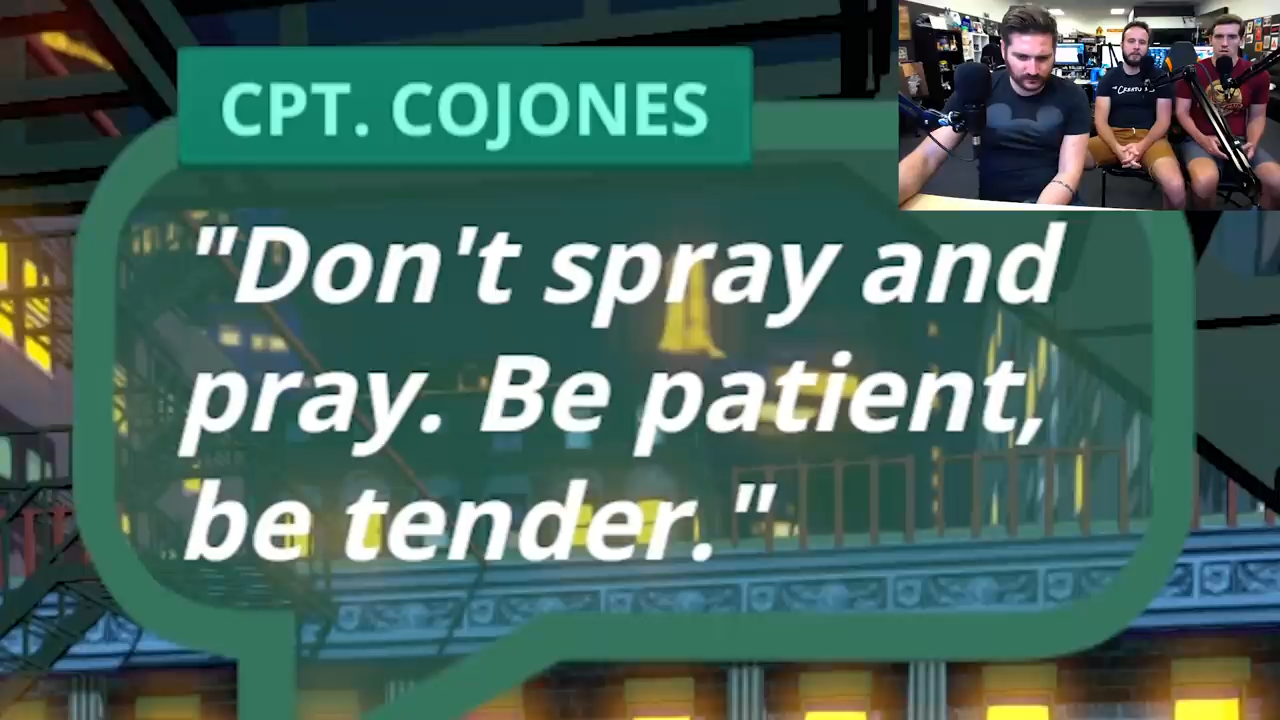 CPT. COJONES
"Don't spray and
pray. Be patient,
be tender."